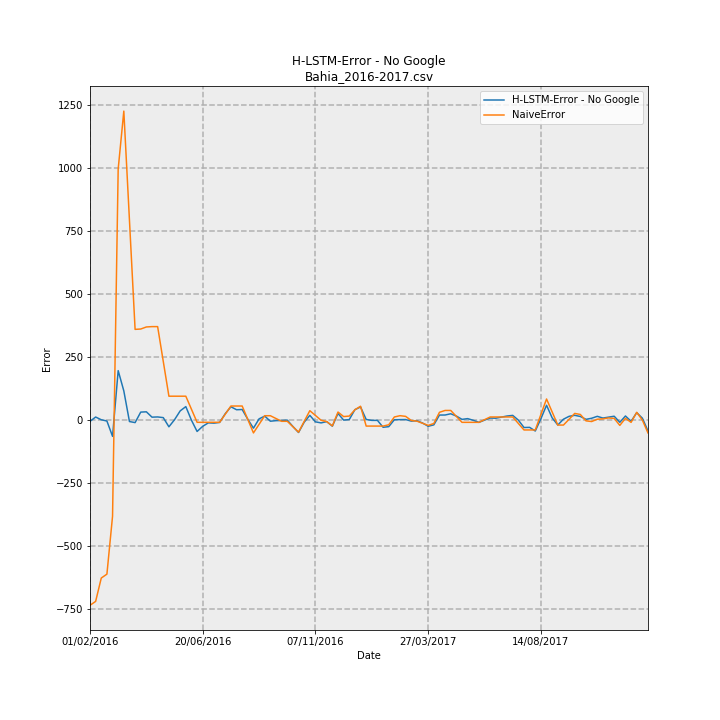 H-LSTM-Error - No Google
Bahia_2016-2017.csv
H-LSTM-Error - No Google
NaiveError
1250
1000
750
500
250
0
−250
−500
−750
Error
01/02/2016 20/06/2016 07/11/2016 27/03/2017 14/08/2017
Date